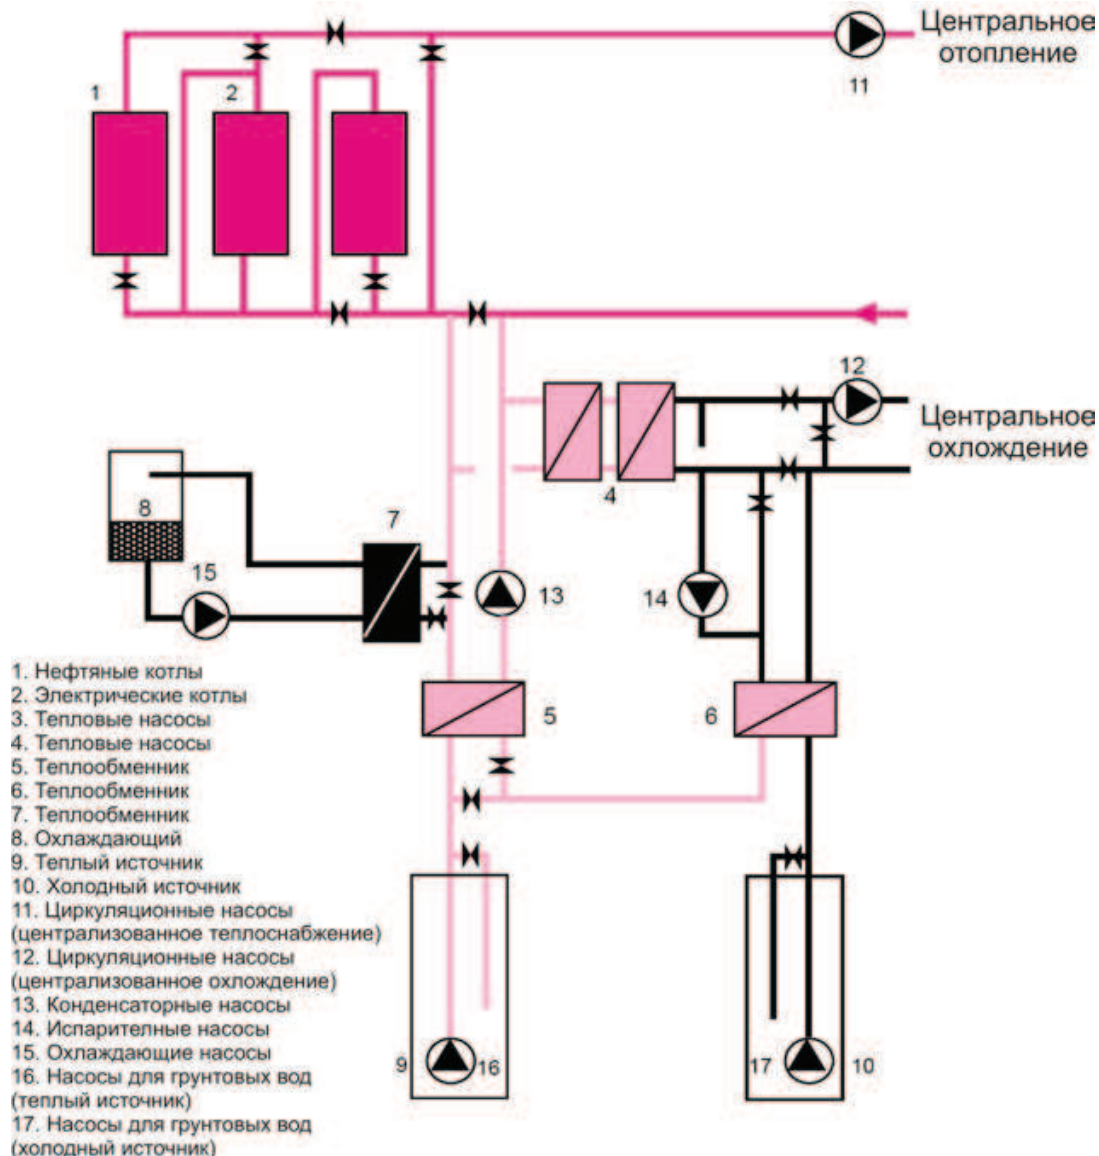 Центральное
отопление
11
1
2
12
Центральное
охлождение
4
8
7
15
13
14
5
6
1. Нефтяные котлы
2. Электрические котлы
3. Тепловые насосы
4. Тепловые насосы
5. Теплообменник
6. Теплообменник
7. Теплообменник
8. Охлаждающий
9. Теплый источник
10. Холодный источник
11. Циркуляционные насосы
(централизованное теплоснабжение)
12. Циркуляционные насосы
(централизованное охлождение)
13. Конденсаторные насосы
14. Испарителные насосы
15. Охлаждающие насосы
16. Насосы для грунтовых вод
(теплый источник)
17. Насосы для грунтовых вод
(холодный источник)
9
16
17
10